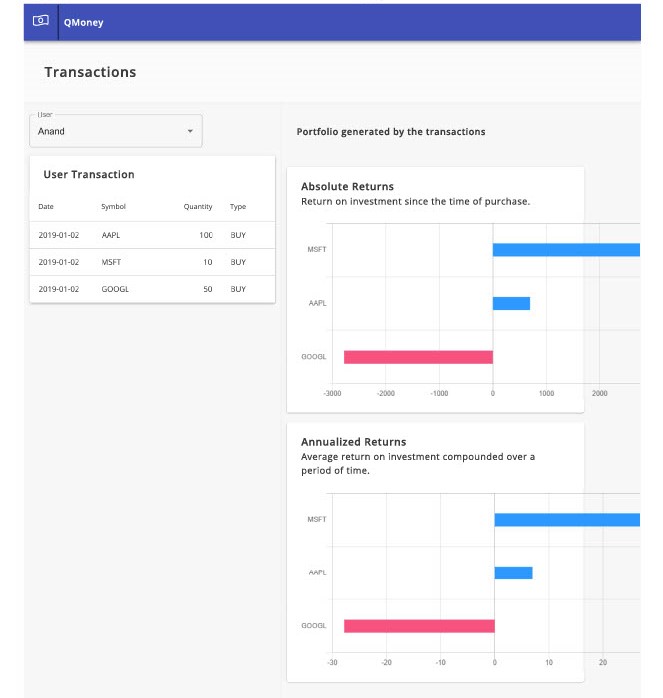 QMoney
Transactions
User
Anand
User Transaction
Date Symbol Quantity Type
2019-01-02 AAPL 100 BUY
2019-01-02 MSFT 10 BUY
2019-01-02 GOOGL 50 BUY
Portfolio generated by the transactions
Absolute Returns
Return on investment since the time of purchase.
MSFT
AAPL
GOOGL
-3000 -2000 -1000 0 1000 2000
Annualized Returns
Average return on investment compounded over a
period of time.
MSFT
AAPL
GOOGL
-30 -20 -10 0 10 20